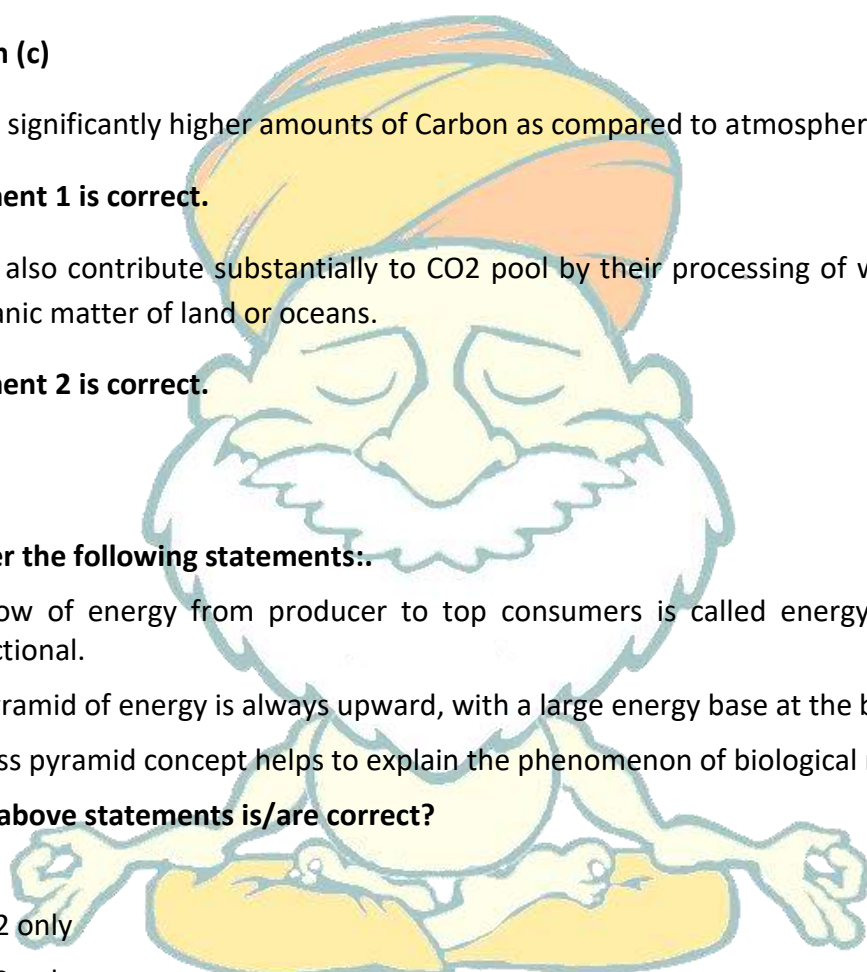 n (c)
significantly higher amounts of Carbon as compared to atmospher
nent 1 is correct.
also contribute substantially to CO2 pool by their processing of
anic matter of land or oceans.
nent 2 is correct.
er the following statements:.
ow of energy from producer to top consumers is called energy
ctional.
yramid of energy is always upward, with a large energy base at the b
ss pyramid concept helps to explain the phenomenon of biological
above statements is/are correct?
2 only